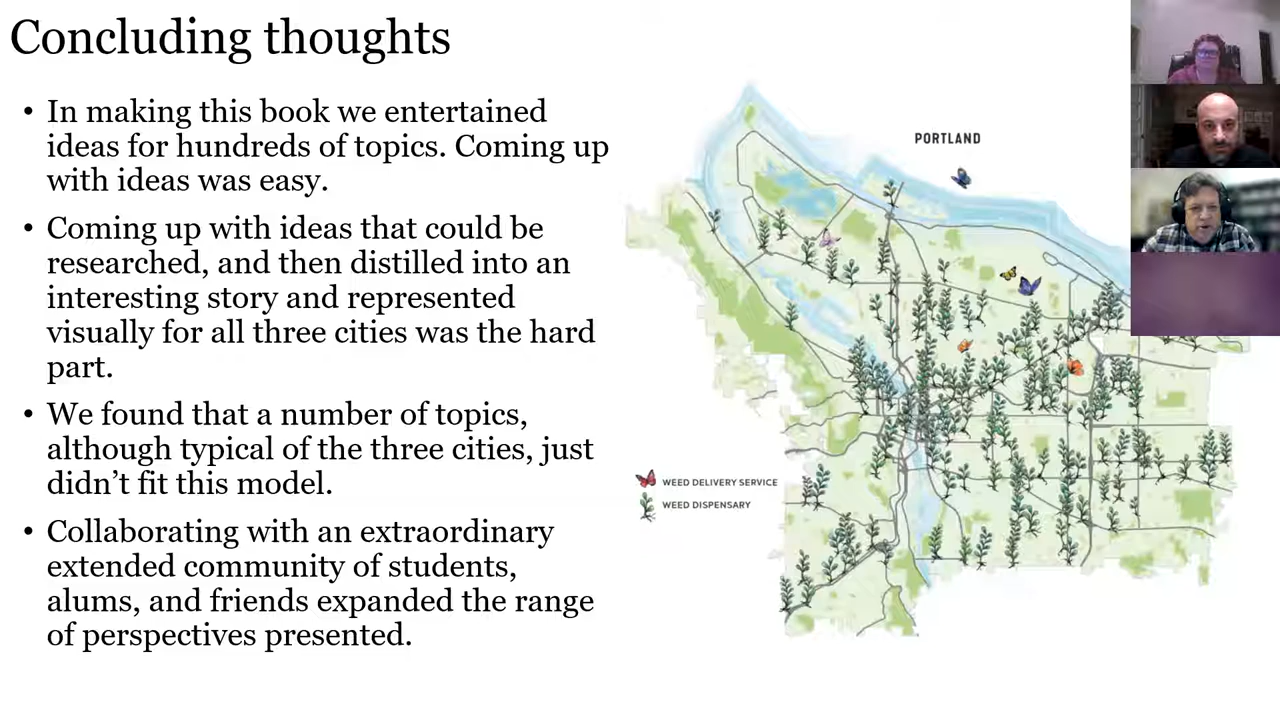 Concluding thoughts
• In making this book we entertained
ideas for hundreds of topics. Coming up
with ideas was easy.
• Coming up with ideas that could be
researched, and then distilled into an
interesting story and represented
visually for all three cities was the hard
part.
• We found that a number of topics,
although typical of the three cities, just
didn’t fit this model.
• Collaborating with an extraordinary
extended community of students,
alums, and friends expanded the range
of perspectives presented.
PORTLAND
WEED DELIVERY SERVICE
WEED DISPENSARY